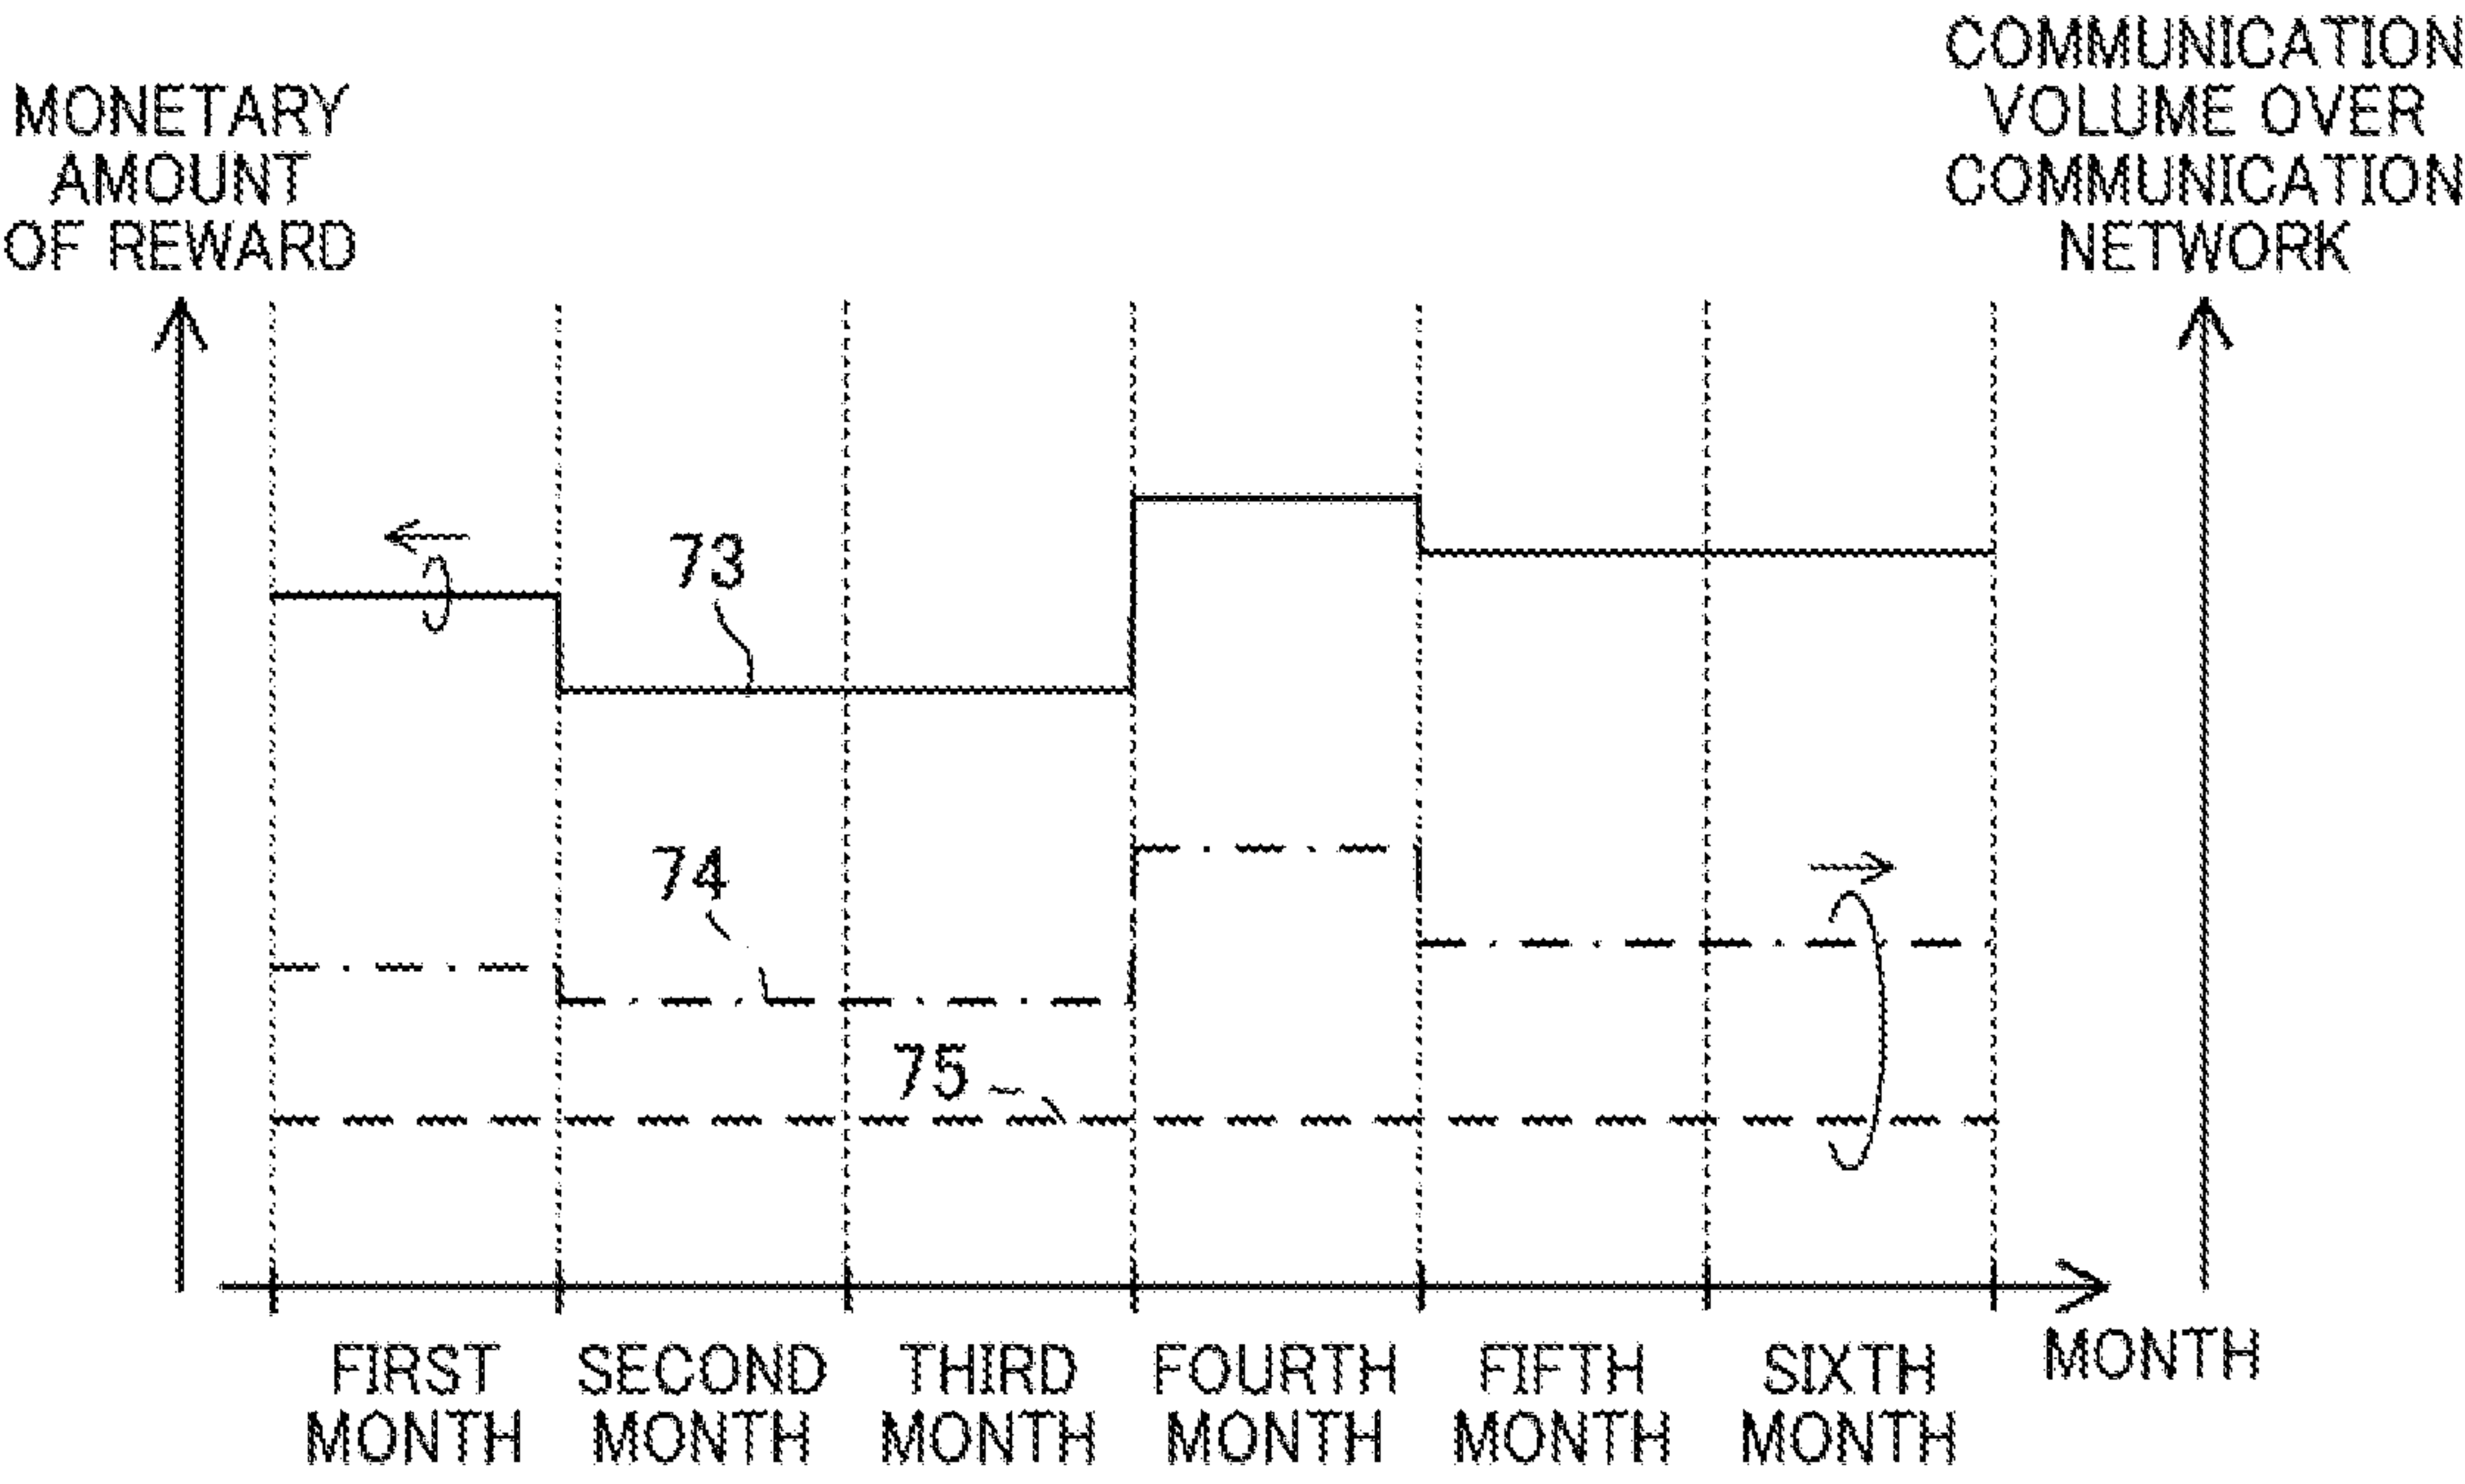 MONETARY
AMOUNT
OF REWARD
COMMUNICATION
VOLUME OVER
COMMUNICATION
NETWORK
73
74
75
FIRST
MONTH
SECOND
MONTH
THIRD
MONTH
FOURTH
MONTH
FIFTH
MONTH
SIXTH
MONTH
MONTH